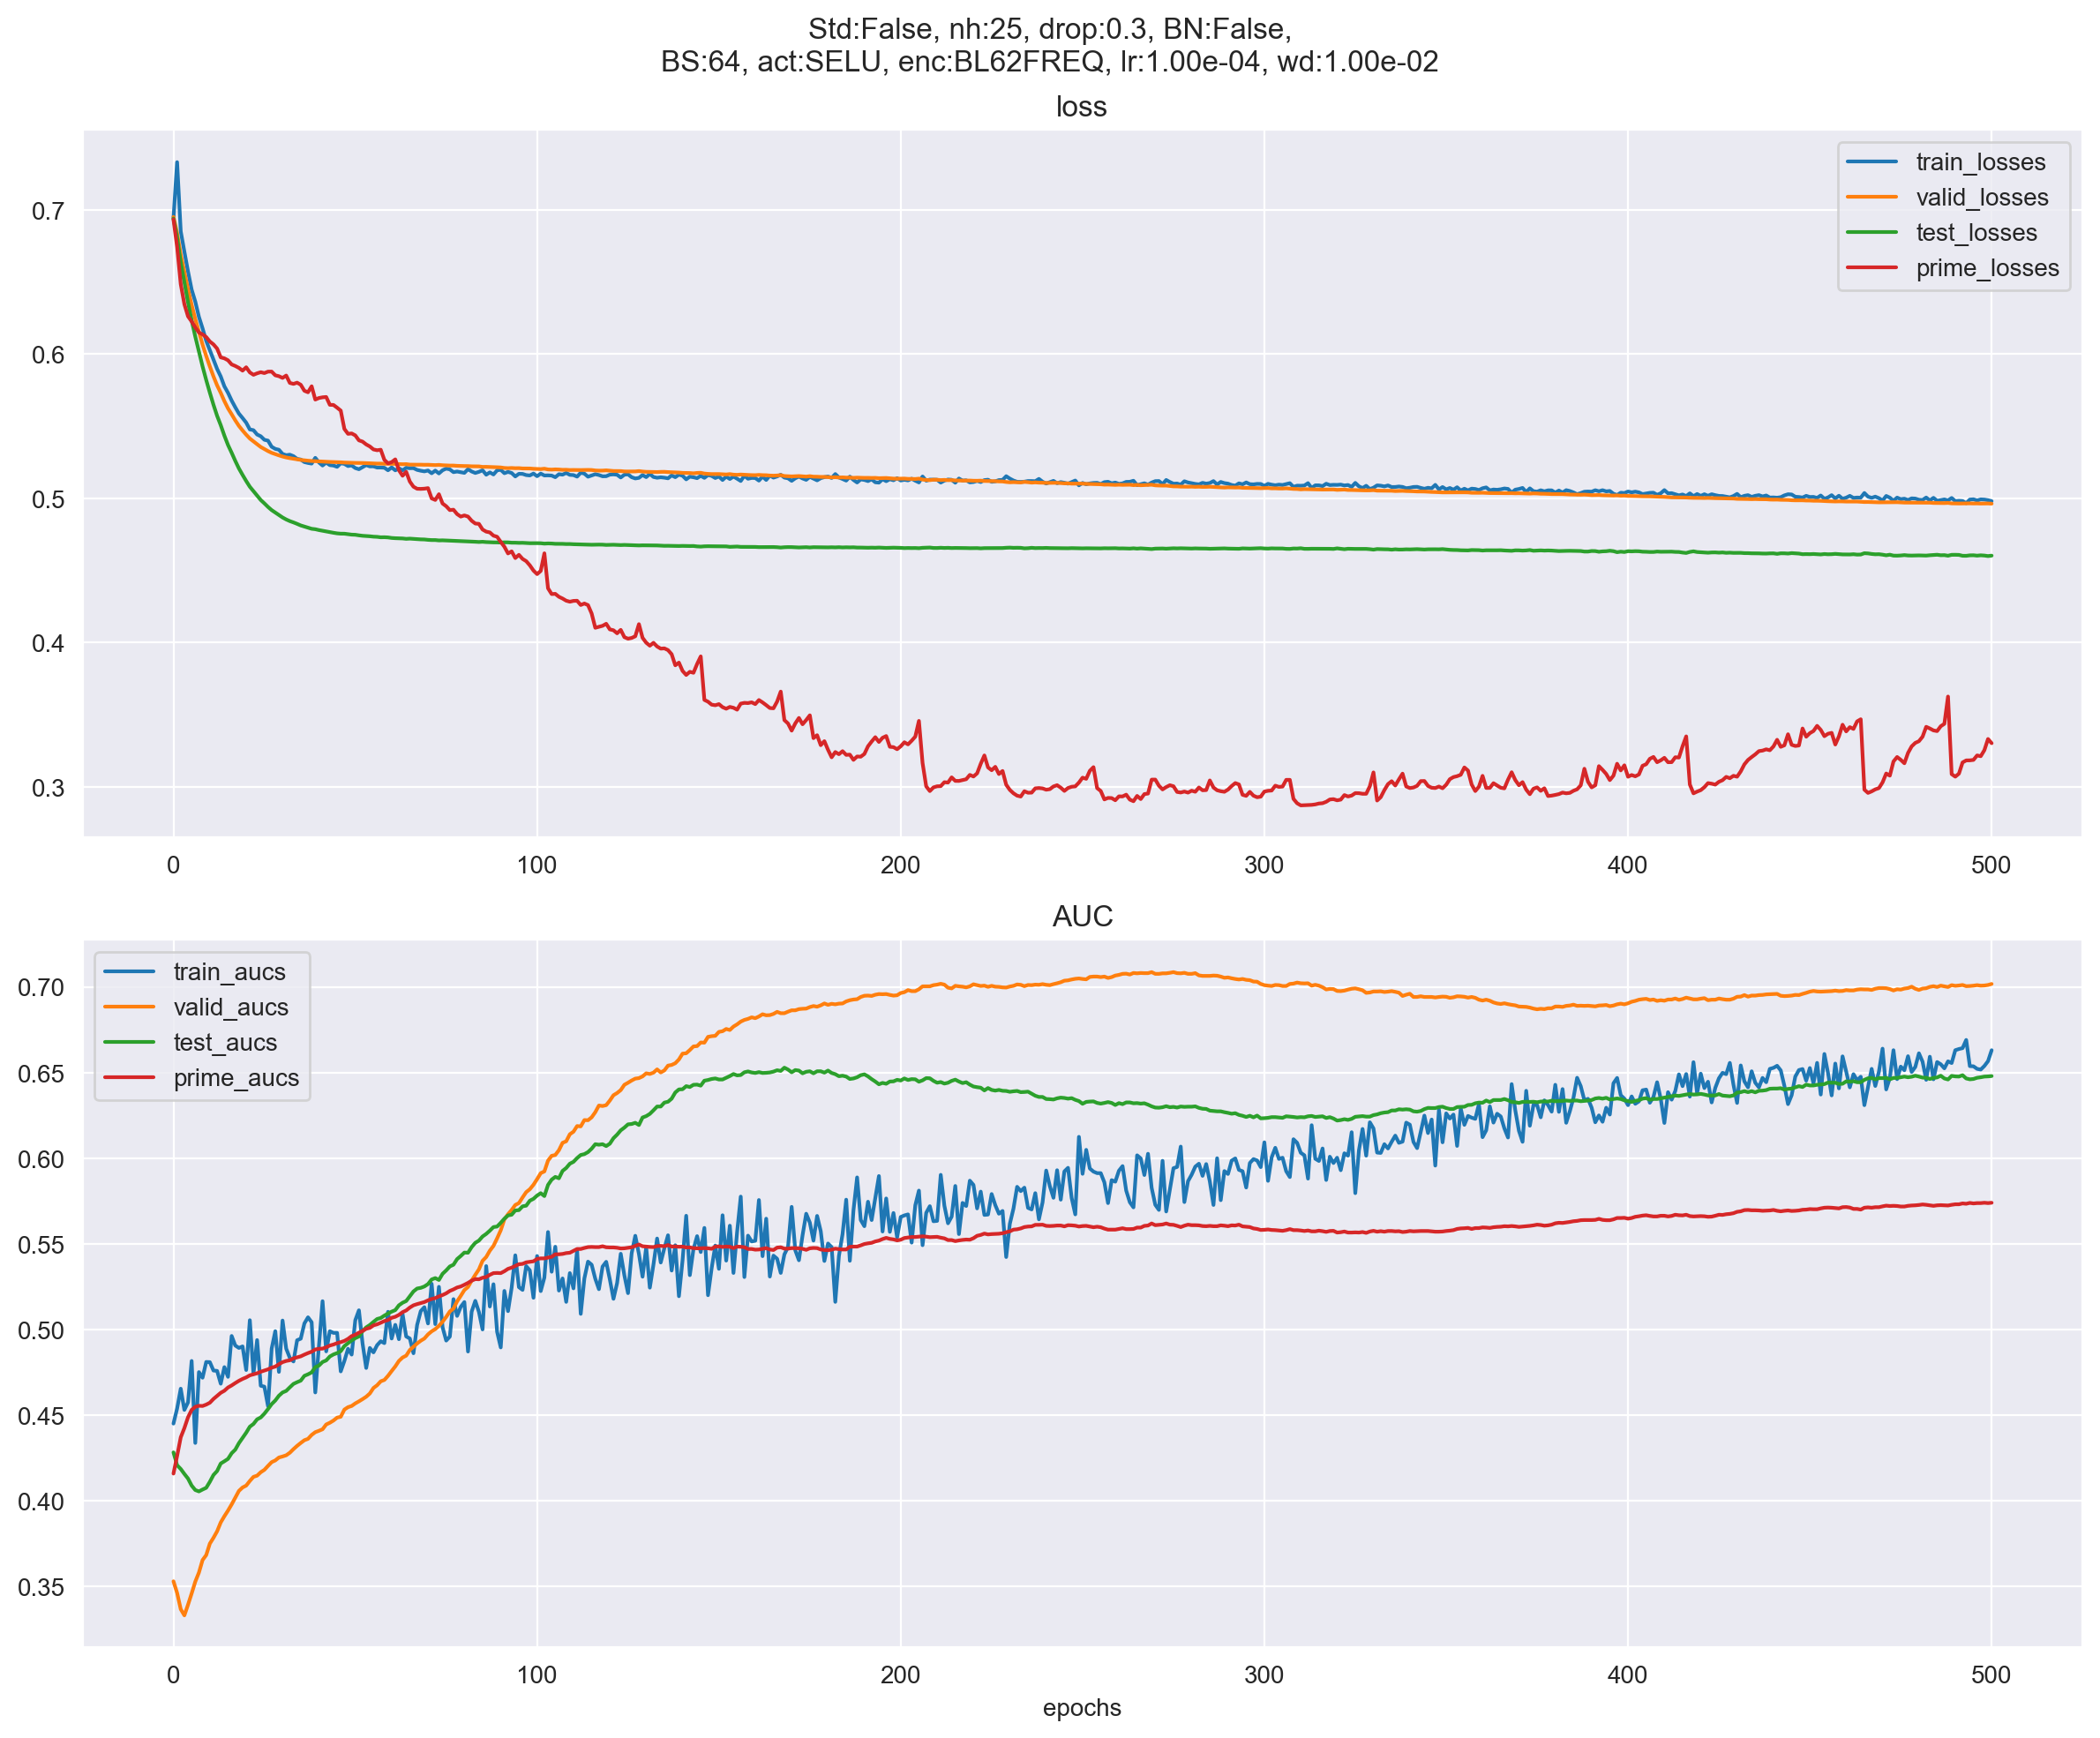 Std:False, nh:25, drop:0.3, BN:False,
BS:64, act:SELU, enc:BL62FREQ, lr:1.00e-04, wd:1.00e-02
loss
train_losses
valid_losses
test_losses
prime_losses
0.7
0.6
0.5
0.4
0.3
0 100 200 300 400 500
AUC
train_aucs
valid_aucs
test_aucs
prime_aucs
0.70
0.65
0.60
0.55
0.50
0.45
0.40
0.35
0 100 200 300 400 500
epochs